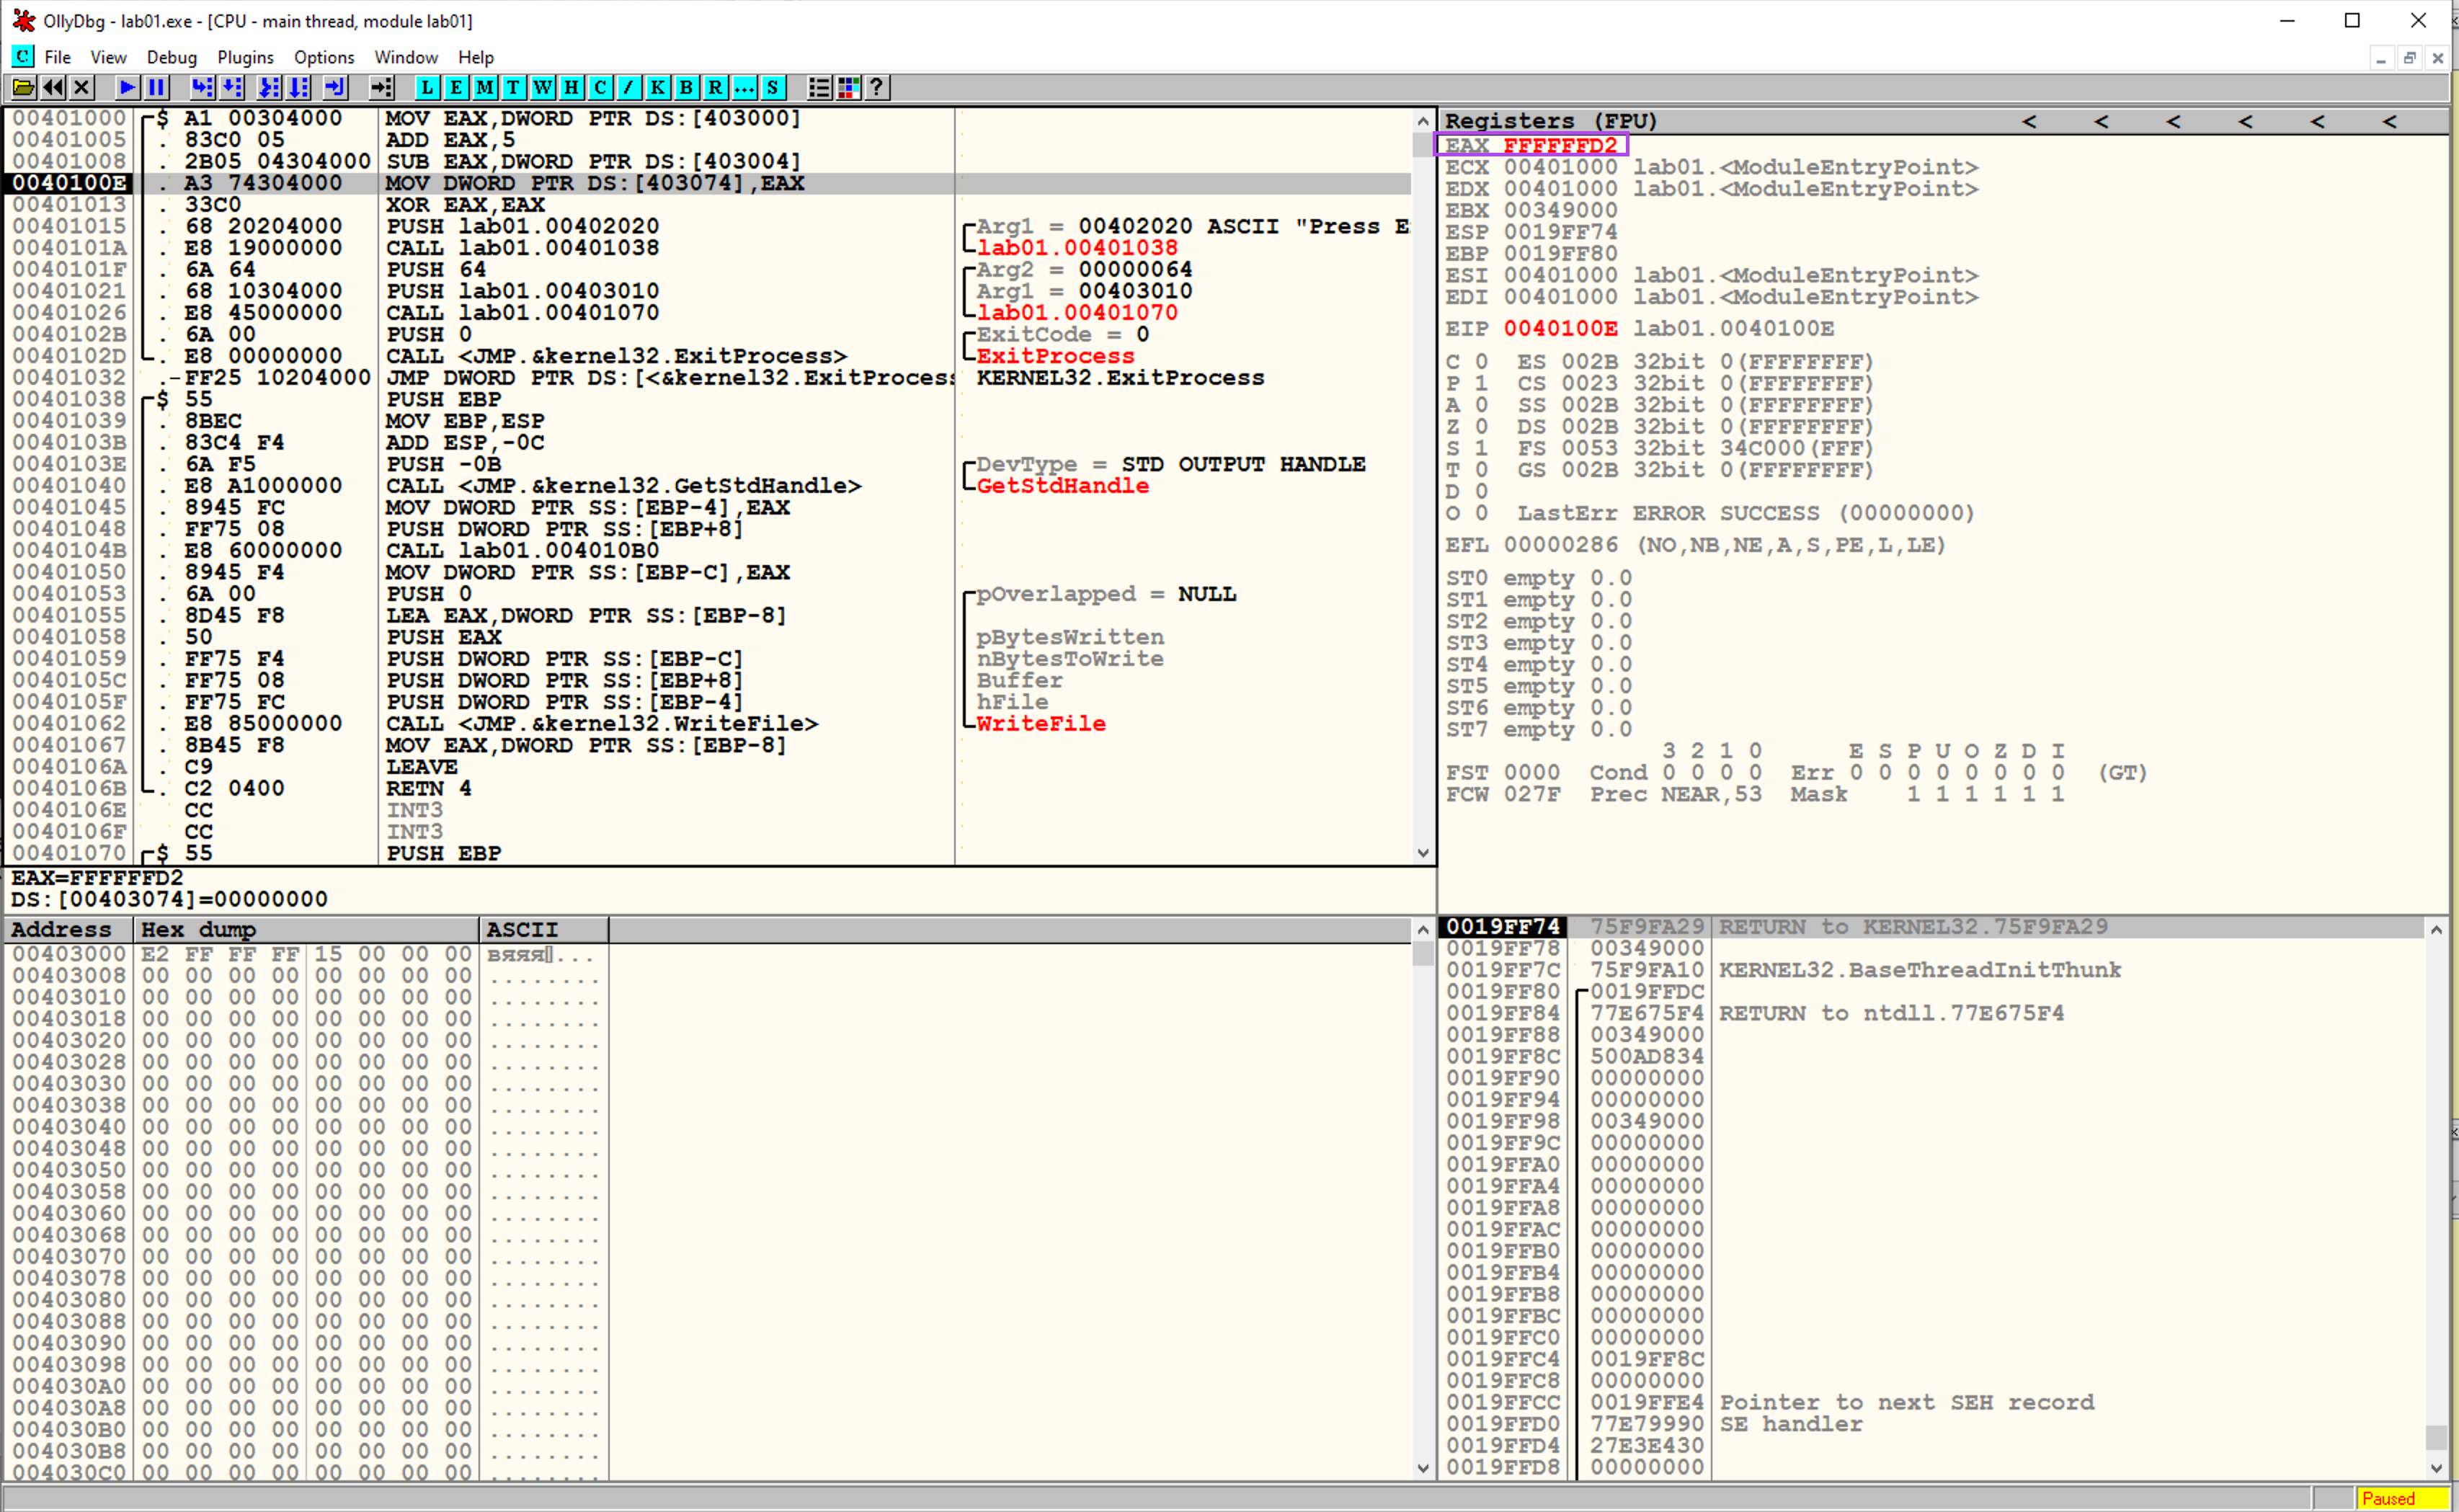 OllyDbg - lab01.exe - [CPU - main thread, module lab01]
C File View Debug Plugins Options Window Help
L E M T W H C / K B R ... S ?
00401000 $ A1 00304000 MOV EAX,DWORD PTR DS:[403000]
00401005 . 83C0 05 ADD EAX,5
00401008 . 2B05 04304000 SUB EAX,DWORD PTR DS:[403004]
0040100E . A3 74304000 MOV DWORD PTR DS:[403074],EAX
00401013 . 33C0 XOR EAX,EAX
00401015 . 68 20204000 PUSH lab01.00402020 Arg1 = 00402020 ASCII "Press E
0040101A . E8 19000000 CALL lab01.00401038 lab01.00401038
0040101F . 6A 64 PUSH 64 Arg2 = 00000064
00401021 . 68 10304000 PUSH lab01.00403010 Arg1 = 00403010
00401026 . E8 45000000 CALL lab01.00401070 lab01.00401070
0040102B . 6A 00 PUSH 0 ExitCode = 0
0040102D . E8 00000000 CALL <JMP.&kernel32.ExitProcess> ExitProcess
00401032 .-FF25 10204000 JMP DWORD PTR DS:[<&kernel32.ExitProcess KERNEL32.ExitProcess
00401038 $ 55 PUSH EBP
00401039 . 8BEC MOV EBP,ESP
0040103B . 83C4 F4 ADD ESP,-0C
0040103E . 6A F5 PUSH -0B DevType = STD OUTPUT HANDLE
00401040 . E8 A1000000 CALL <JMP.&kernel32.GetStdHandle> GetStdHandle
00401045 . 8945 FC MOV DWORD PTR SS:[EBP-4],EAX
00401048 . FF75 08 PUSH DWORD PTR SS:[EBP+8]
0040104B . E8 60000000 CALL lab01.004010B0
00401050 . 8945 F4 MOV DWORD PTR SS:[EBP-C],EAX
00401053 . 6A 00 PUSH 0 pOverlapped = NULL
00401055 . 8D45 F8 LEA EAX,DWORD PTR SS:[EBP-8]
00401058 . 50 PUSH EAX pBytesWritten
00401059 . FF75 F4 PUSH DWORD PTR SS:[EBP-C] nBytesToWrite
0040105C . FF75 08 PUSH DWORD PTR SS:[EBP+8] Buffer
0040105F . FF75 FC PUSH DWORD PTR SS:[EBP-4] hFile
00401062 . E8 85000000 CALL <JMP.&kernel32.WriteFile> WriteFile
00401067 . 8B45 F8 MOV EAX,DWORD PTR SS:[EBP-8]
0040106A . C9 LEAVE
0040106B . C2 0400 RETN 4
0040106E CC INT3
0040106F CC INT3
00401070 $ 55 PUSH EBP
EAX=FFFFFFD2
DS:[00403074]=00000000
Registers (FPU) < < < < < <
EAX FFFFFFD2
ECX 00401000 lab01.<ModuleEntryPoint>
EDX 00401000 lab01.<ModuleEntryPoint>
EBX 00349000
ESP 0019FF74
EBP 0019FF80
ESI 00401000 lab01.<ModuleEntryPoint>
EDI 00401000 lab01.<ModuleEntryPoint>
EIP 0040100E lab01.0040100E
C 0 ES 002B 32bit 0(FFFFFFFF)
P 1 CS 0023 32bit 0(FFFFFFFF)
A 0 SS 002B 32bit 0(FFFFFFFF)
Z 0 DS 002B 32bit 0(FFFFFFFF)
S 1 FS 0053 32bit 34C000(FFF)
T 0 GS 002B 32bit 0(FFFFFFFF)
D 0
O 0 LastErr ERROR SUCCESS (00000000)
EFL 00000286 (NO,NB,NE,A,S,PE,L,LE)
ST0 empty 0.0
ST1 empty 0.0
ST2 empty 0.0
ST3 empty 0.0
ST4 empty 0.0
ST5 empty 0.0
ST6 empty 0.0
ST7 empty 0.0
3 2 1 0 E S P U O Z D I
FST 0000 Cond 0 0 0 0 Err 0 0 0 0 0 0 0 0 (GT)
FCW 027F Prec NEAR,53 Mask 1 1 1 1 1 1
Address Hex dump ASCII
00403000 E2 FF FF FF 15 00 00 00 вяяя...
00403008 00 00 00 00 00 00 00 00 ........
00403010 00 00 00 00 00 00 00 00 ........
00403018 00 00 00 00 00 00 00 00 ........
00403020 00 00 00 00 00 00 00 00 ........
00403028 00 00 00 00 00 00 00 00 ........
00403030 00 00 00 00 00 00 00 00 ........
00403038 00 00 00 00 00 00 00 00 ........
00403040 00 00 00 00 00 00 00 00 ........
00403048 00 00 00 00 00 00 00 00 ........
00403050 00 00 00 00 00 00 00 00 ........
00403058 00 00 00 00 00 00 00 00 ........
00403060 00 00 00 00 00 00 00 00 ........
00403068 00 00 00 00 00 00 00 00 ........
00403070 00 00 00 00 00 00 00 00 ........
00403078 00 00 00 00 00 00 00 00 ........
00403080 00 00 00 00 00 00 00 00 ........
00403088 00 00 00 00 00 00 00 00 ........
00403090 00 00 00 00 00 00 00 00 ........
00403098 00 00 00 00 00 00 00 00 ........
004030A0 00 00 00 00 00 00 00 00 ........
004030A8 00 00 00 00 00 00 00 00 ........
004030B0 00 00 00 00 00 00 00 00 ........
004030B8 00 00 00 00 00 00 00 00 ........
004030C0 00 00 00 00 00 00 00 00 ........
0019FF74 75F9FA29 RETURN to KERNEL32.75F9FA29
0019FF78 00349000
0019FF7C 75F9FA10 KERNEL32.BaseThreadInitThunk
0019FF80 0019FFDC
0019FF84 77E675F4 RETURN to ntdll.77E675F4
0019FF88 00349000
0019FF8C 500AD834
0019FF90 00000000
0019FF94 00000000
0019FF98 00349000
0019FF9C 00000000
0019FFA0 00000000
0019FFA4 00000000
0019FFA8 00000000
0019FFAC 00000000
0019FFB0 00000000
0019FFB4 00000000
0019FFB8 00000000
0019FFBC 00000000
0019FFC0 00000000
0019FFC4 0019FF8C
0019FFC8 00000000
0019FFCC 0019FFE4 Pointer to next SEH record
0019FFD0 77E79990 SE handler
0019FFD4 27E3E430
0019FFD8 00000000
Paused